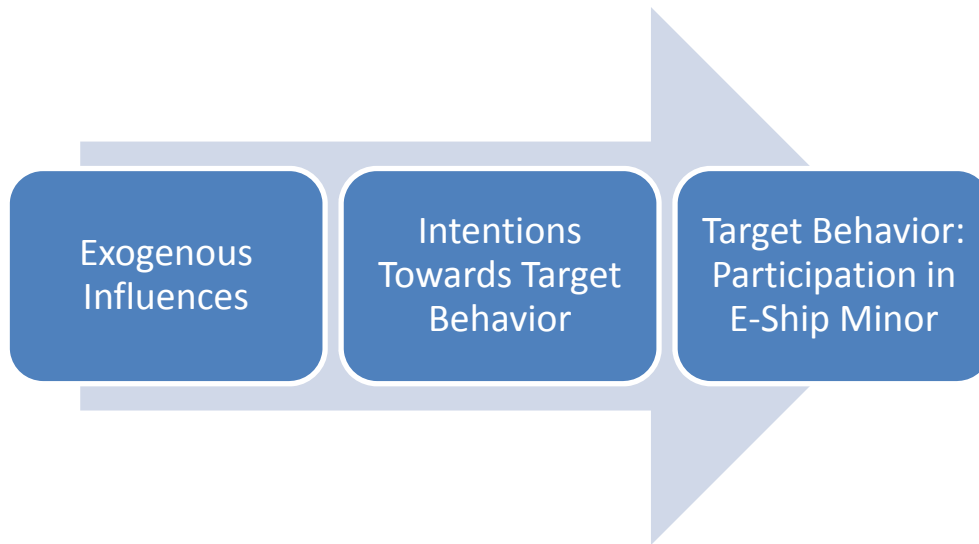 Exogenous
Influences
Intentions
Towards Target
Behavior
Target Behavior:
Participation in
E-Ship Minor